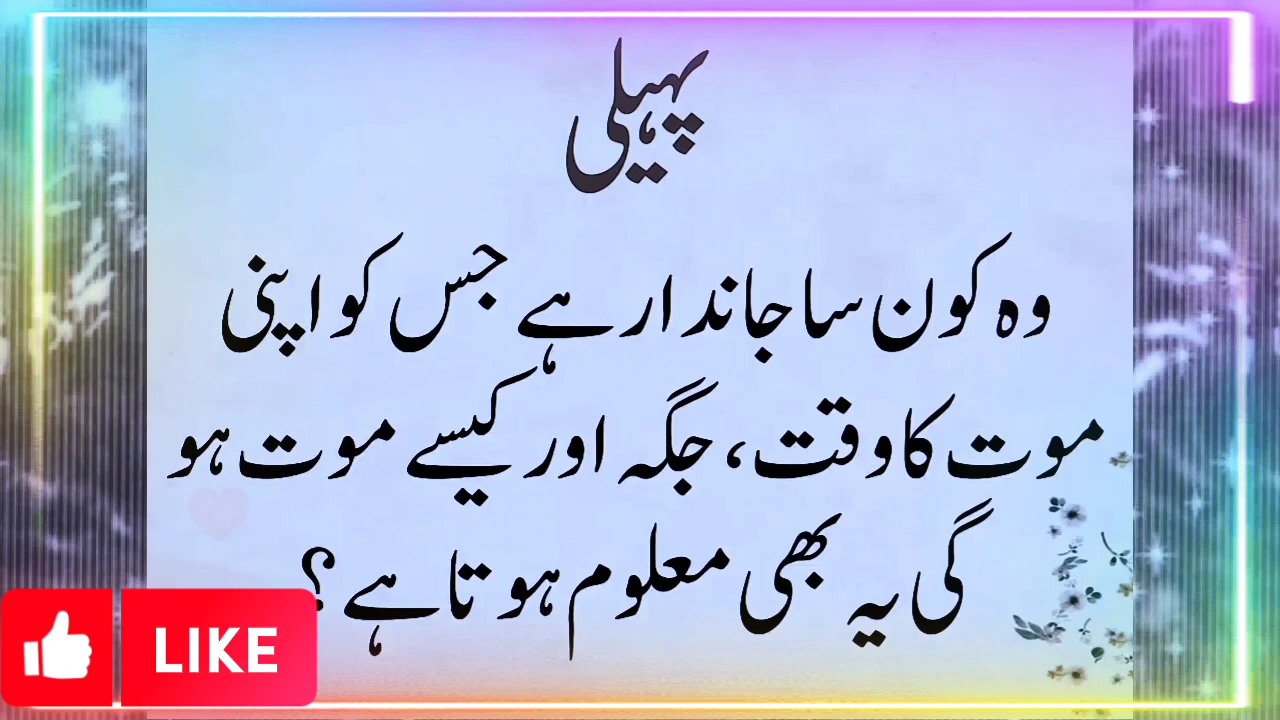 پہیلی
وہ کون سا جاندار ہے جس کو اپنی
موت کا وقت، جگہ اور کیسے موت ہو
گی یہ بھی معلوم ہوتا ہے؟
LIKE